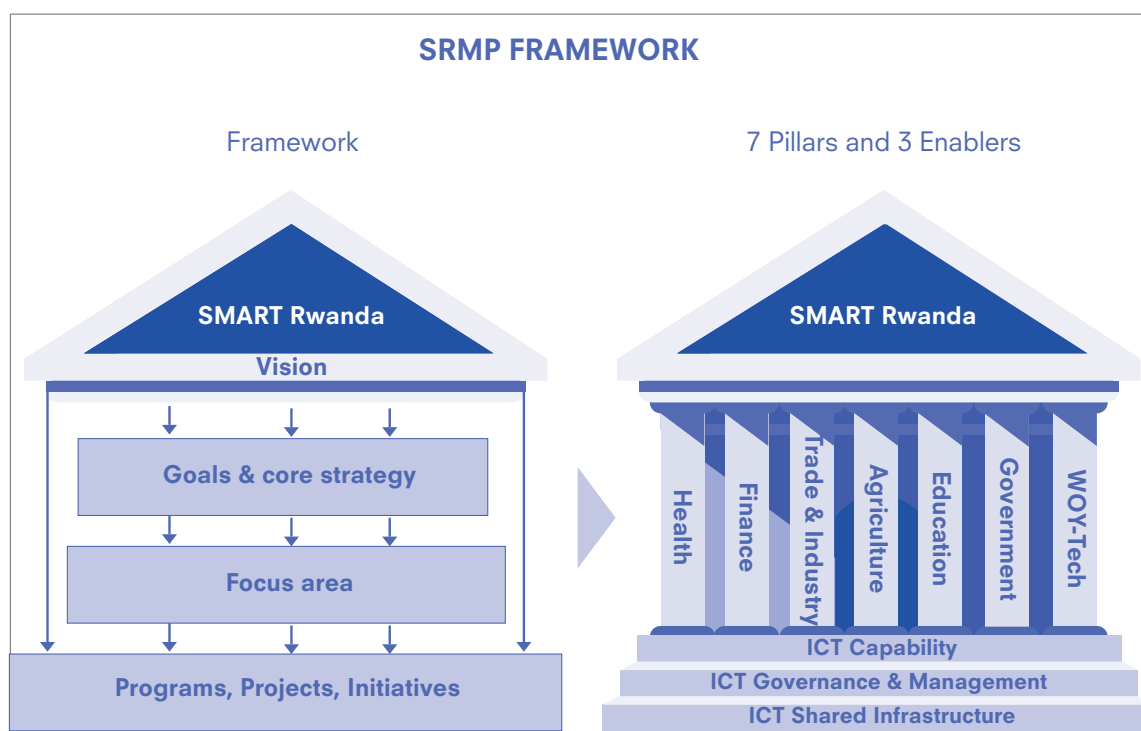 SRMP FRAMEWORK
Framework
SMART Rwanda
Vision
Goals & core strategy
Focus area
Programs, Projects, Initiatives
7 Pillars and 3 Enablers
SMART Rwanda
Health
Finance
Trade & Industry
Agriculture
Education
Government
WOY-Tech
ICT Capability
ICT Governance & Management
ICT Shared Infrastructure